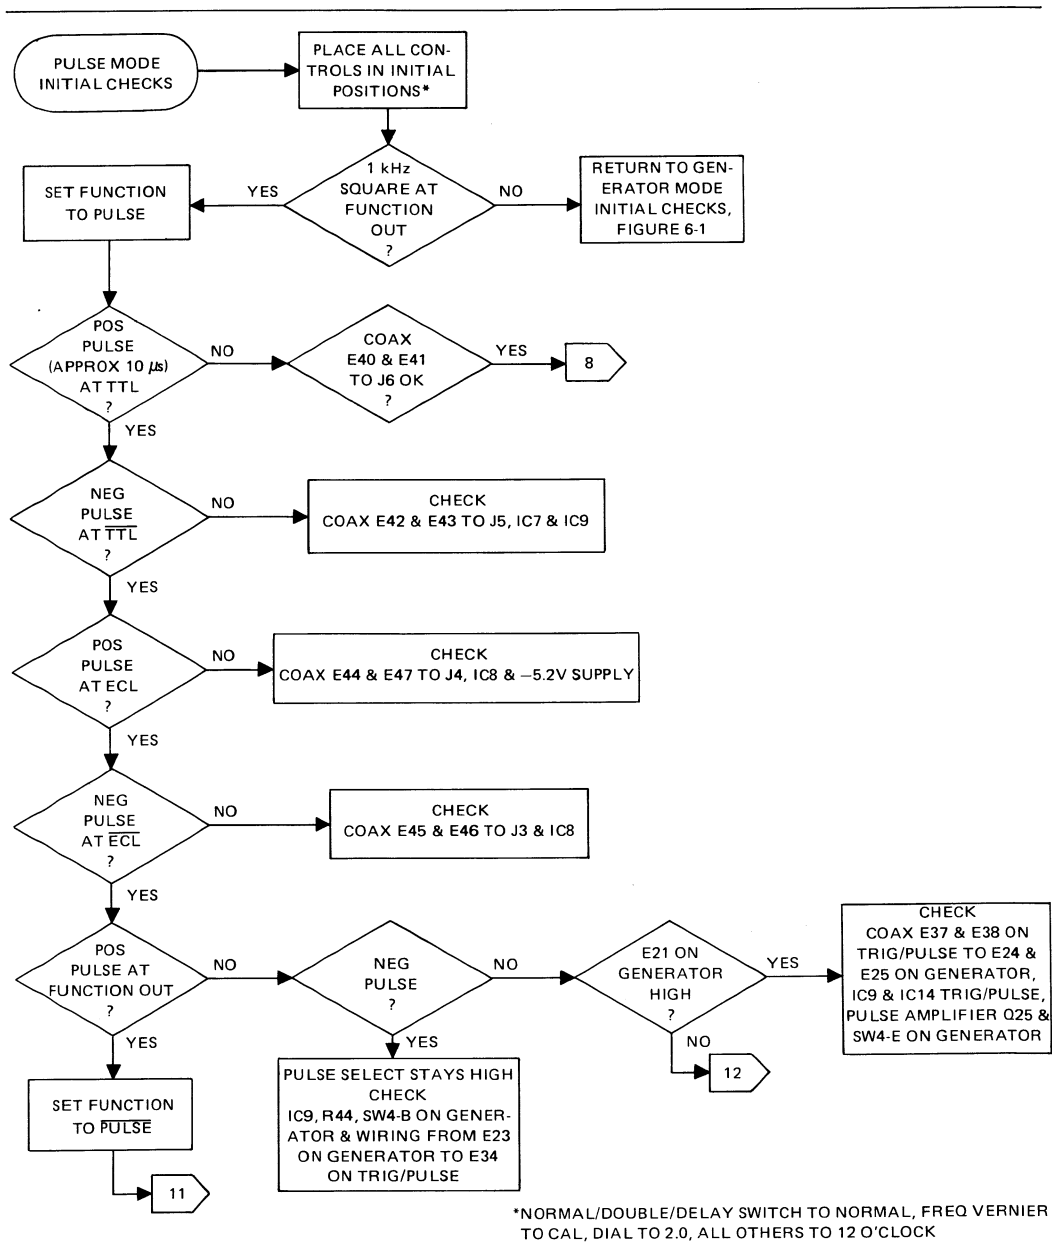 PULSE MODE
INITIAL CHECKS
PLACE ALL CON-
TROLS IN INITIAL
POSITIONS*
1 kHz
SQUARE AT
FUNCTION
OUT
?
YES
NO
SET FUNCTION
TO PULSE
RETURN TO GEN-
ERATOR MODE
INITIAL CHECKS,
FIGURE 6-1
POS
PULSE
(APPROX 10 μs)
AT TTL
?
NO
YES
COAX
E40 & E41
TO J6 OK
?
YES
8
NEG
PULSE
AT T̅T̅L̅
?
NO
YES
CHECK
COAX E42 & E43 TO J5, IC7 & IC9
POS
PULSE
AT ECL
?
NO
YES
CHECK
COAX E44 & E47 TO J4, IC8 & −5.2V SUPPLY
NEG
PULSE
AT E̅C̅L̅
?
NO
YES
CHECK
COAX E45 & E46 TO J3 & IC8
POS
PULSE AT
FUNCTION OUT
?
NO
YES
NEG
PULSE
?
NO
YES
E21 ON
GENERATOR
HIGH
?
YES
NO
CHECK
COAX E37 & E38 ON
TRIG/PULSE TO E24 &
E25 ON GENERATOR,
IC9 & IC14 TRIG/PULSE,
PULSE AMPLIFIER Q25 &
SW4-E ON GENERATOR
12
PULSE SELECT STAYS HIGH
CHECK
IC9, R44, SW4-B ON GENER-
ATOR & WIRING FROM E23
ON GENERATOR TO E34
ON TRIG/PULSE
SET FUNCTION
TO P̅U̅L̅S̅E̅
11
*NORMAL/DOUBLE/DELAY SWITCH TO NORMAL, FREQ VERNIER
TO CAL, DIAL TO 2.0, ALL OTHERS TO 12 O'CLOCK